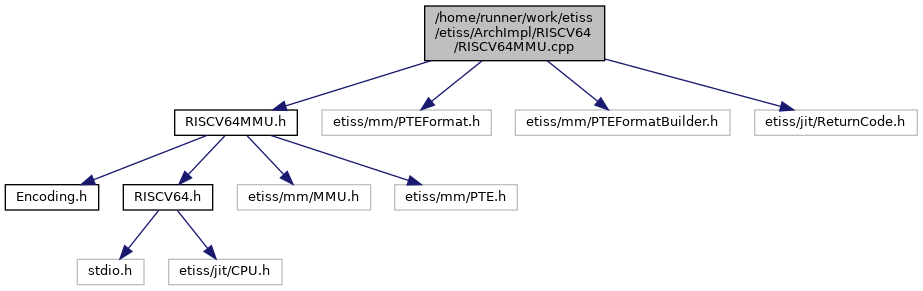 /home/runner/work/etiss
/etiss/ArchImpl/RISCV64
/RISCV64MMU.cpp
RISCV64MMU.h
etiss/mm/PTEFormat.h
etiss/mm/PTEFormatBuilder.h
etiss/jit/ReturnCode.h
Encoding.h
RISCV64.h
etiss/mm/MMU.h
etiss/mm/PTE.h
stdio.h
etiss/jit/CPU.h